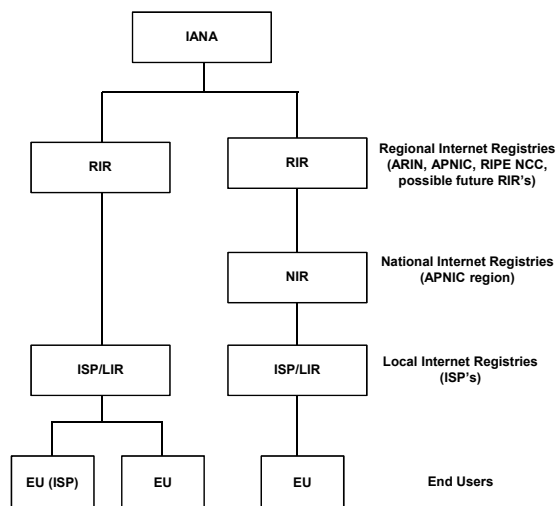 IANA
RIR
RIR
Regional Internet Registries
(ARIN, APNIC, RIPE NCC,
possible future RIR's)
NIR
National Internet Registries
(APNIC region)
ISP/LIR
ISP/LIR
Local Internet Registries
(ISP's)
EU (ISP)
EU
EU
End Users